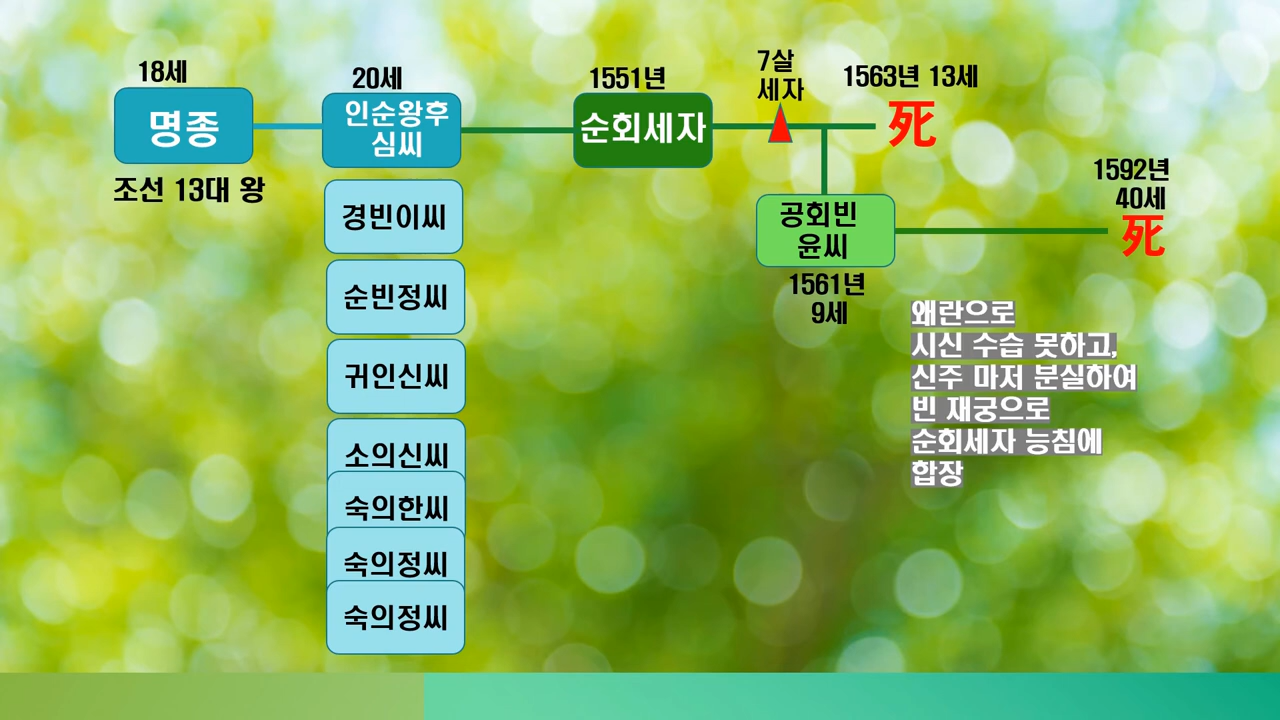 18세
명종
조선 13대 왕
20세
인순왕후
심씨
경빈이씨
순빈정씨
귀인신씨
소의신씨
숙의한씨
숙의정씨
숙의정씨
1551년
순회세자
7살
세자
1563년 13세
死
공회빈
윤씨
1561년
9세
1592년
40세
死
왜란으로
시신 수습 못하고,
신주 마저 분실하여
빈 재궁으로
순회세자 능침에
합장